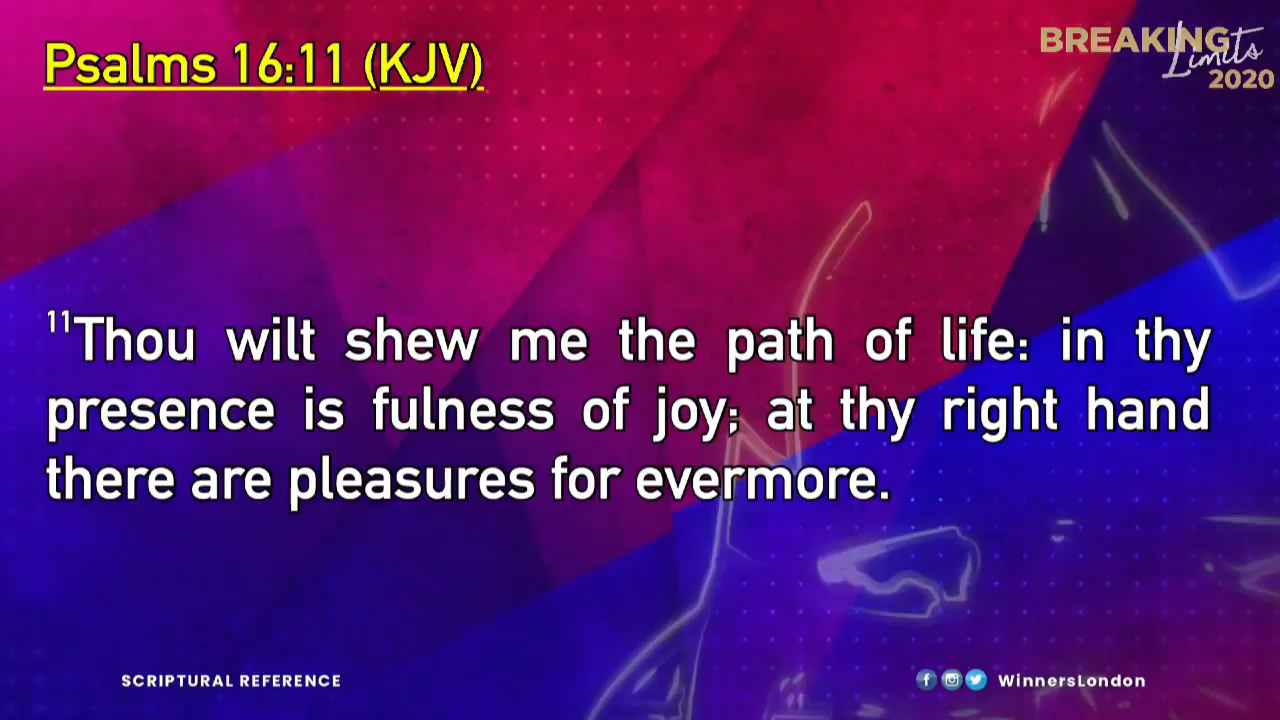 Psalms 16:11 (KJV)
BREAKING
Limits
2020
11Thou wilt shew me the path of life: in thy
presence is fulness of joy; at thy right hand
there are pleasures for evermore.
SCRIPTURAL REFERENCE
WinnersLondon